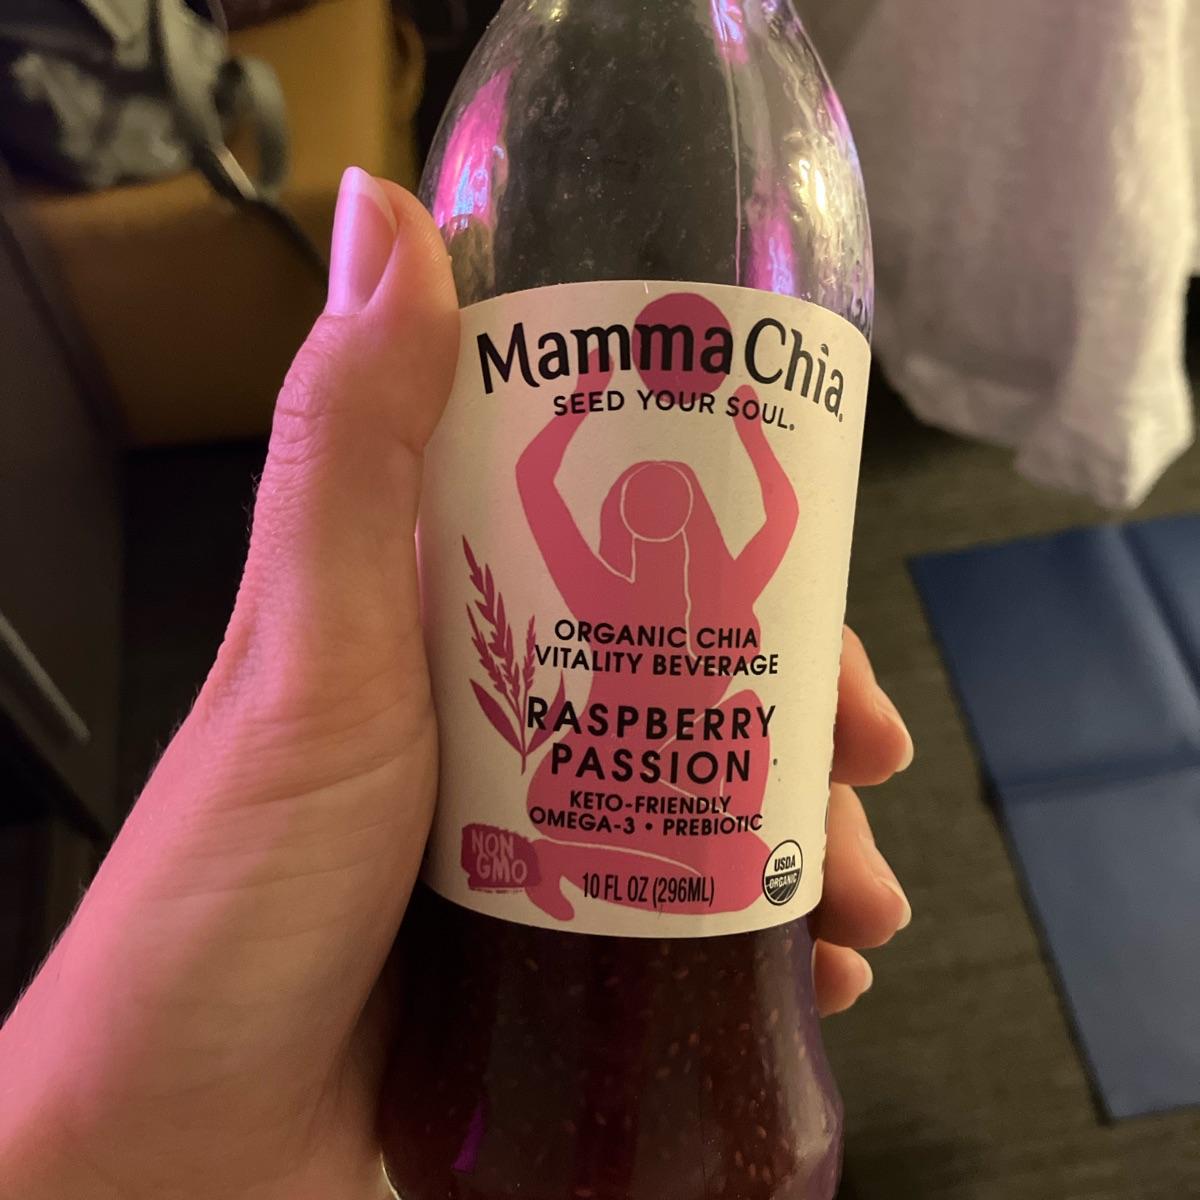 Mamma Chia.
SEED YOUR SOUL.
ORGANIC CHIA
VITALITY BEVERAGE
RASPBERRY
PASSION
KETO-FRIENDLY
OMEGA-3 • PREBIOTIC
NON
GMO
10 FL OZ (296ML)
USDA
ORGANIC